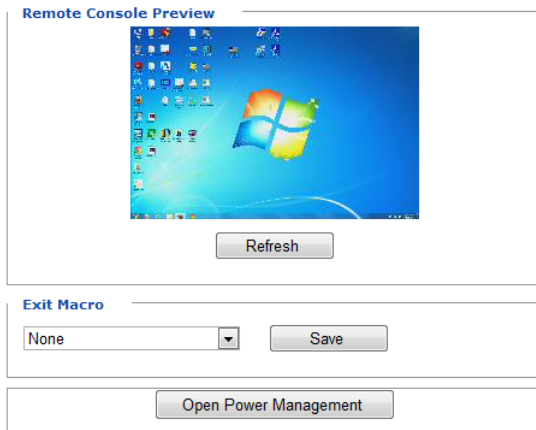 Remote Console Preview
Refresh
Exit Macro
None
Save
Open Power Management